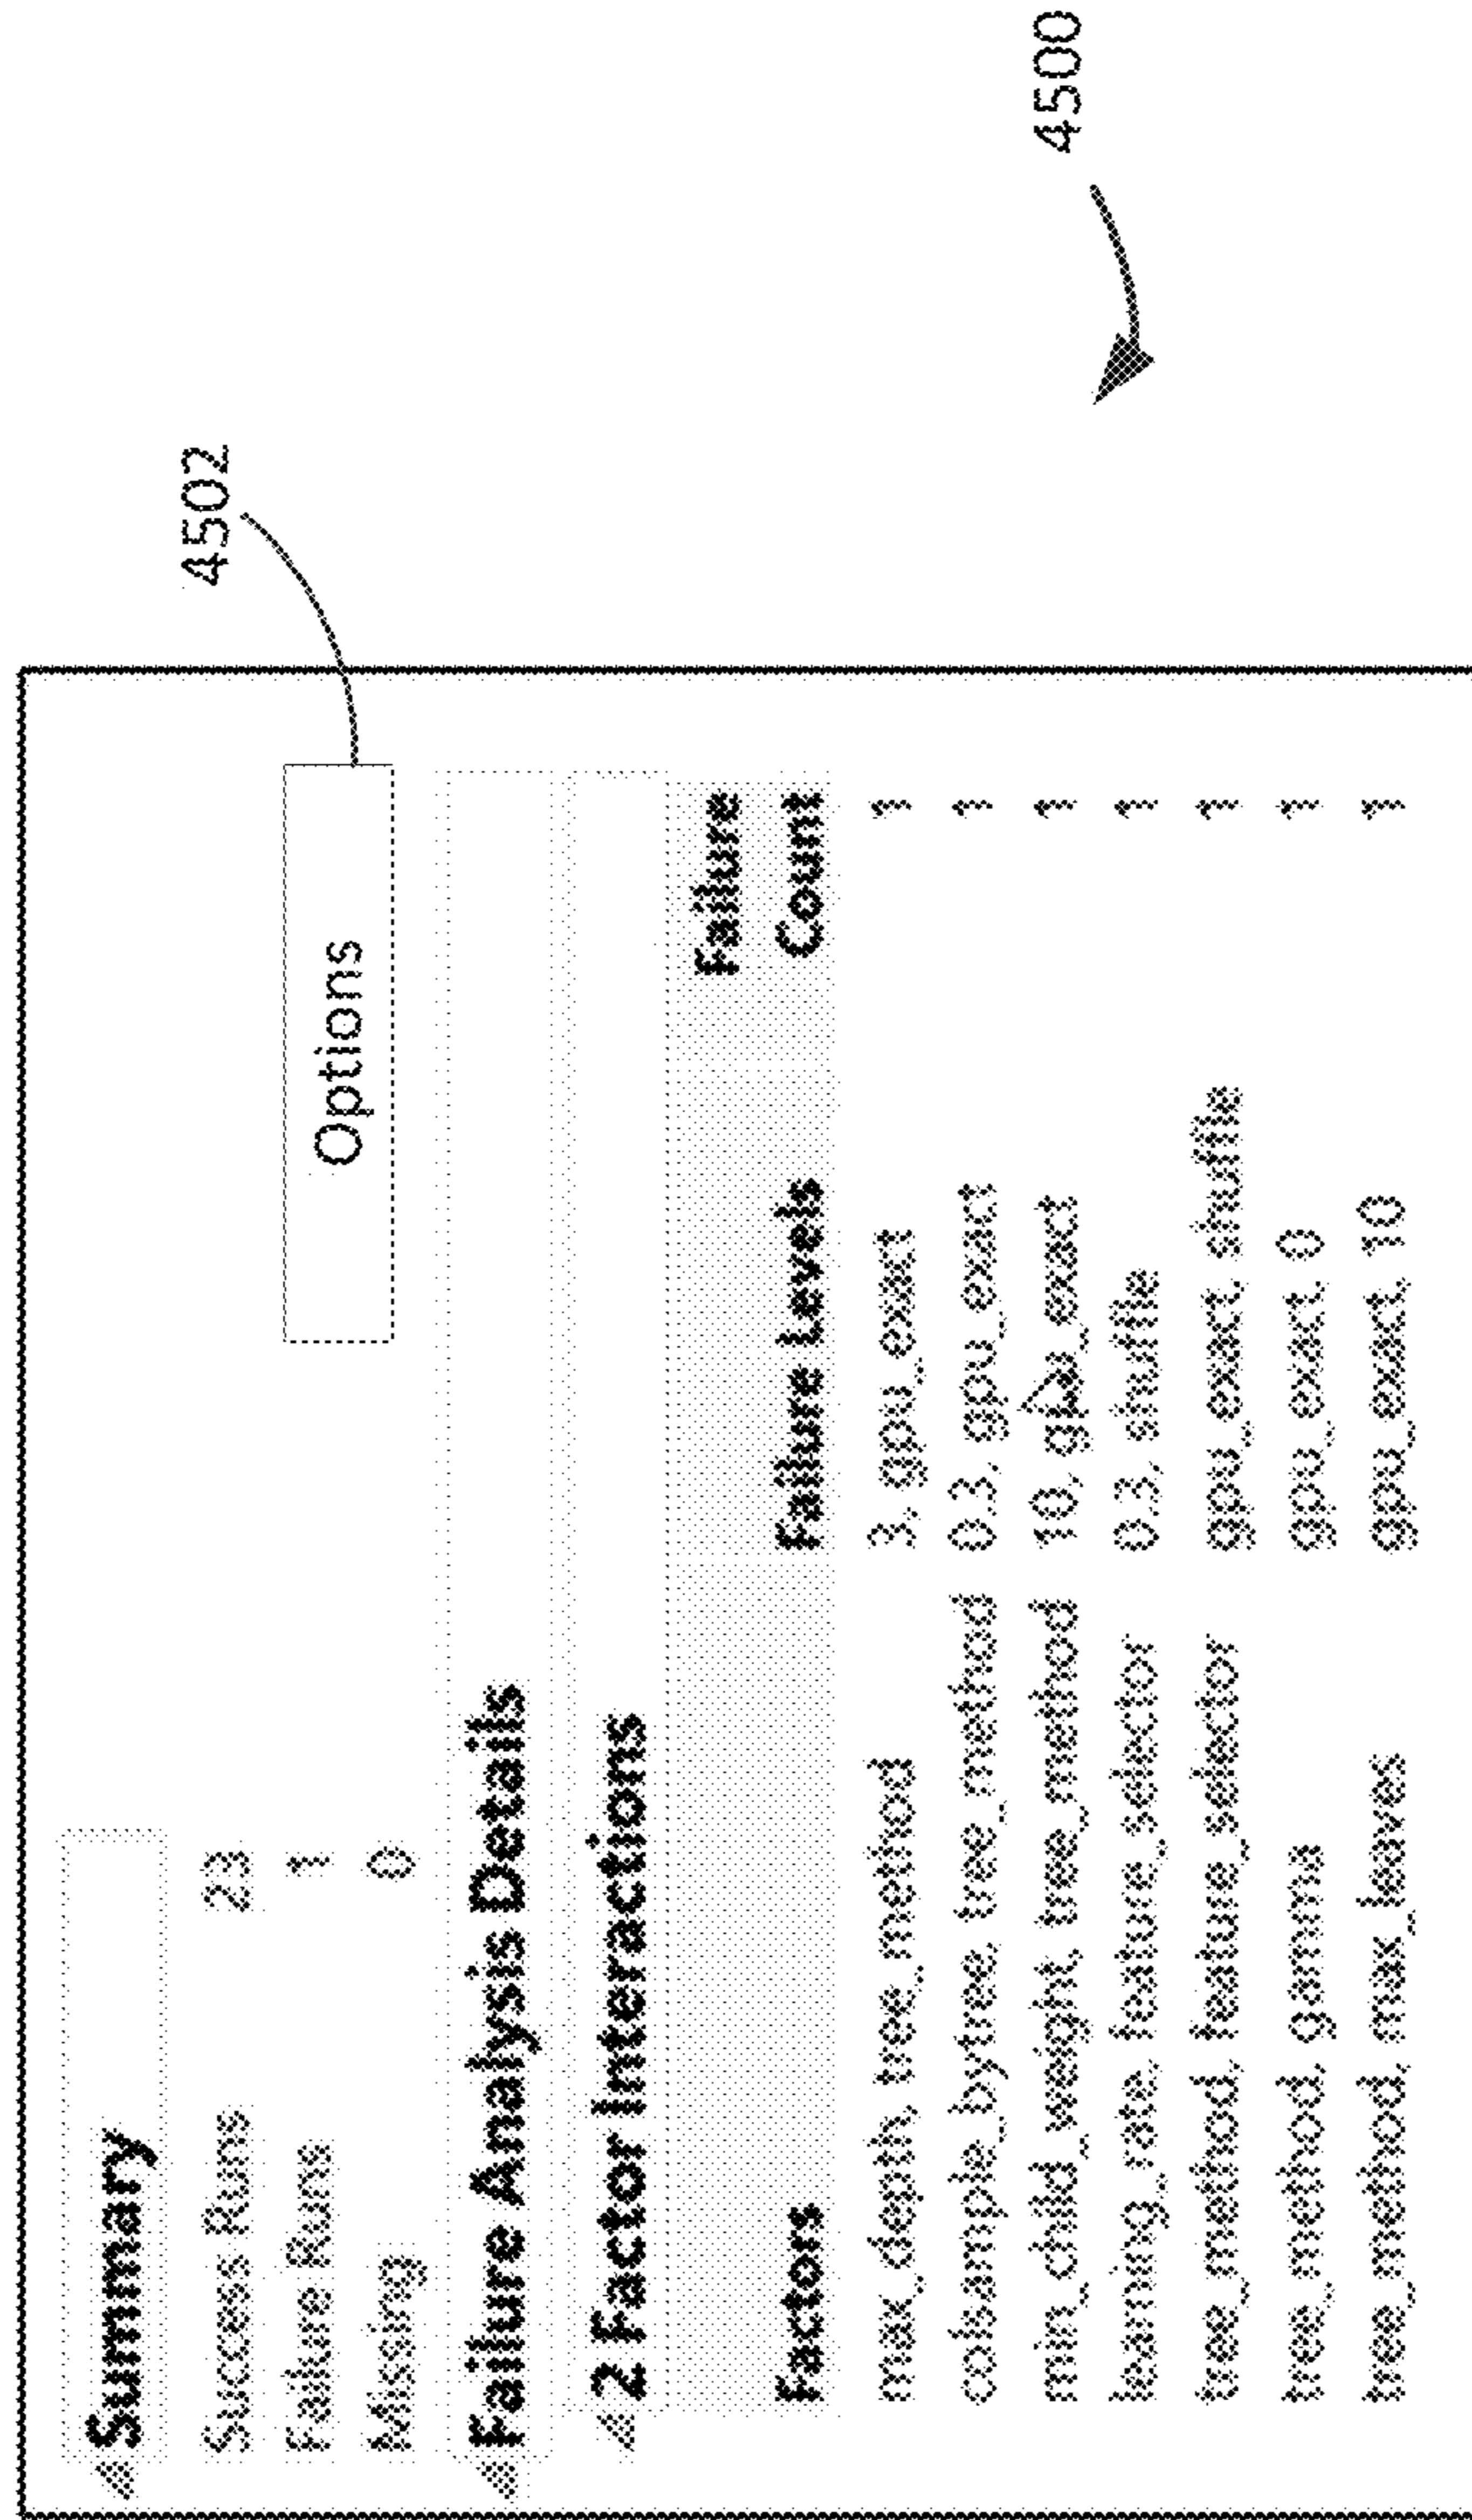 Summary
Success Runs 23
Failure Runs 1
Missing 0
Options
4502
Failure Analysis Details
2 Factor Interactions
Failure
Factors Failure Levels Count
max_depth, tree_method 3, gpu_exact 1
colsample_bytree, tree_method 0.3, gpu_exact 1
min_child_weight, tree_method 10, gpu_exact 1
learning_rate, feature_selector 0.3, shuffle 1
tree_method, feature_selector gpu_exact, shuffle 1
tree_method, gamma gpu_exact, 0 1
tree_method, max_leaves gpu_exact, 10 1
4500